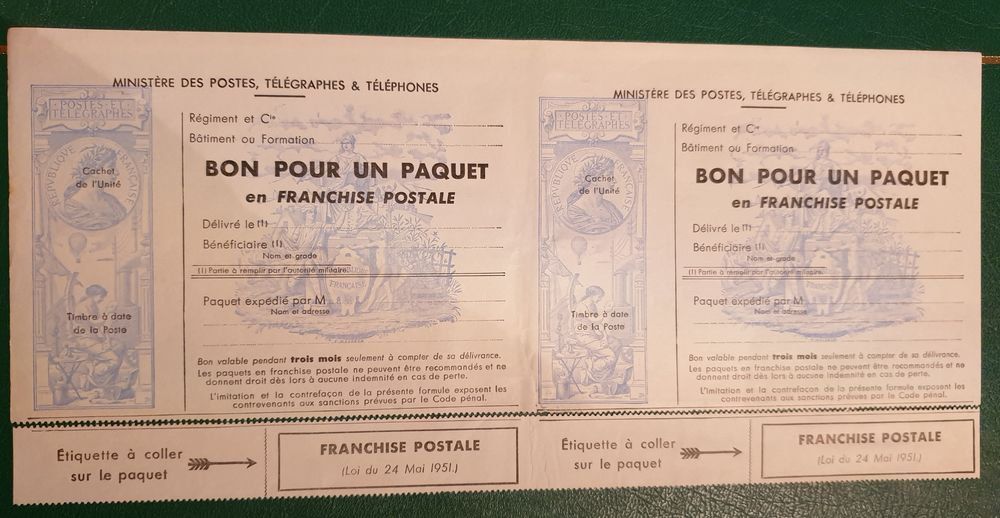 MINISTÈRE DES POSTES, TÉLÉGRAPHES & TÉLÉPHONES
POSTES ET
TÉLÉGRAPHES
RÉPUBLIQUE FRANÇAISE
Cachet
de l'Unité
Timbre à date
de la Poste
Régiment et Cie
Bâtiment ou Formation
BON POUR UN PAQUET
en FRANCHISE POSTALE
Délivré le (1)
Bénéficiaire (1)
Nom et grade
(1) Partie à remplir par l'autorité militaire.
FRANÇAISE
Paquet expédié par M
Nom et adresse
Bon valable pendant trois mois seulement à compter de sa délivrance.
Les paquets en franchise postale ne peuvent être recommandés et ne
donnent droit dès lors à aucune indemnité en cas de perte.
L'imitation et la contrefaçon de la présente formule exposent les
contrevenants aux sanctions prévues par le Code pénal.
Étiquette à coller
sur le paquet
FRANCHISE POSTALE
(Loi du 24 Mai 1951.)
MINISTÈRE DES POSTES, TÉLÉGRAPHES & TÉLÉPHONES
POSTES ET
TÉLÉGRAPHES
RÉPUBLIQUE FRANÇAISE
Cachet
de l'Unité
Timbre à date
de la Poste
Régiment et Cie
Bâtiment ou Formation
BON POUR UN PAQUET
en FRANCHISE POSTALE
Délivré le (1)
Bénéficiaire (1)
Nom et grade
(1) Partie à remplir par l'autorité militaire.
FRANÇAISE
Paquet expédié par M
Nom et adresse
Bon valable pendant trois mois seulement à compter de sa délivrance.
Les paquets en franchise postale ne peuvent être recommandés et ne
donnent droit dès lors à aucune indemnité en cas de perte.
L'imitation et la contrefaçon de la présente formule exposent les
contrevenants aux sanctions prévues par le Code pénal.
Étiquette à coller
sur le paquet
FRANCHISE POSTALE
(Loi du 24 Mai 1951.)